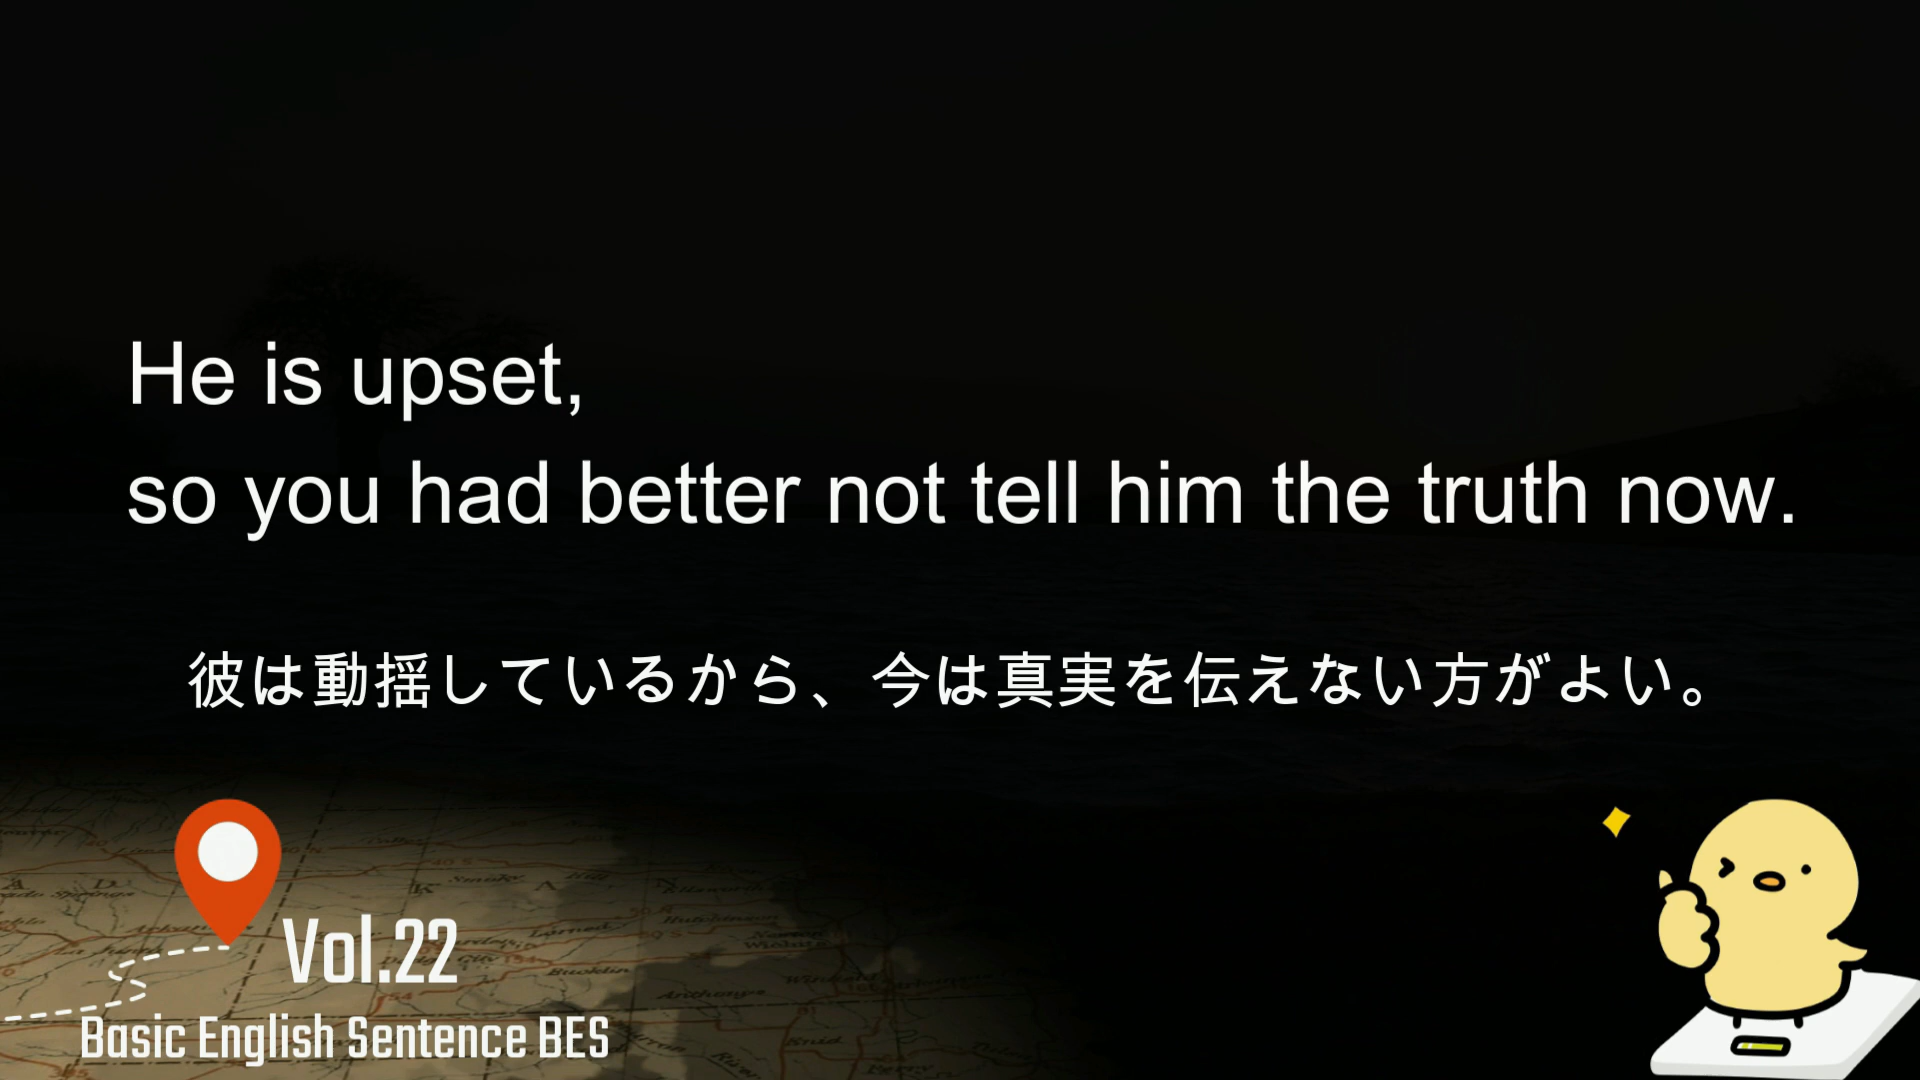 He is upset,
so you had better not tell him the truth now.
彼は動揺しているから、今は真実を伝えない方がよい。
Vol.22
Basic English Sentence BES